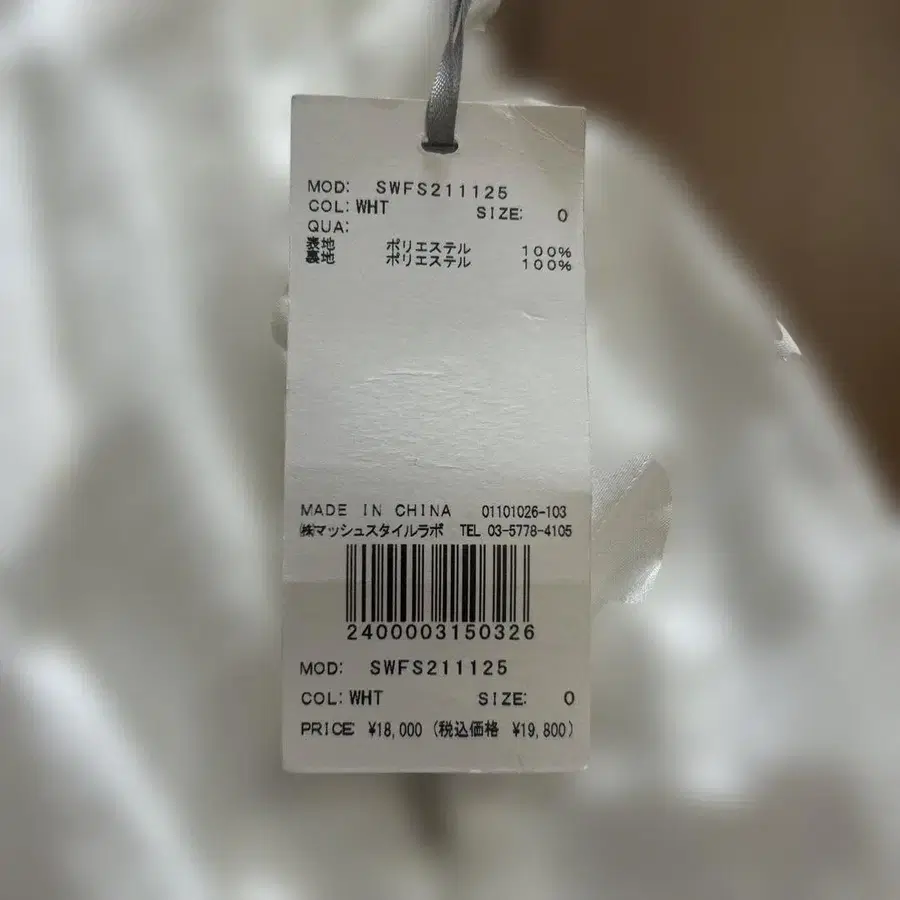 MOD: SWFS211125
COL: WHT SIZE: 0
QUA:
表地 ポリエステル 100%
裏地 ポリエステル 100%
MADE IN CHINA 01101026-103
㈱マッシュスタイルラボ TEL 03-5778-4105
2400003150326
MOD: SWFS211125
COL: WHT SIZE: 0
PRICE ¥18,000 (税込価格 ¥19,800)